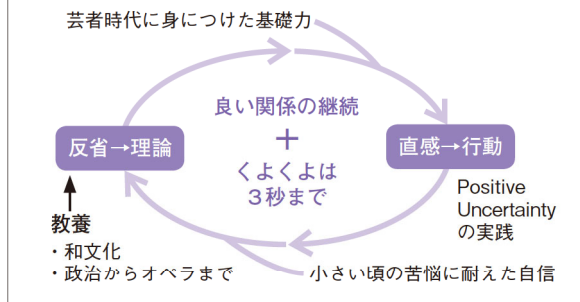 芸者時代に身につけた基礎力
良い関係の継続
＋
くよくよは
３秒まで
反省→理論
直感→行動
教養
・和文化
・政治からオペラまで
Positive
Uncertainty
の実践
小さい頃の苦悩に耐えた自信